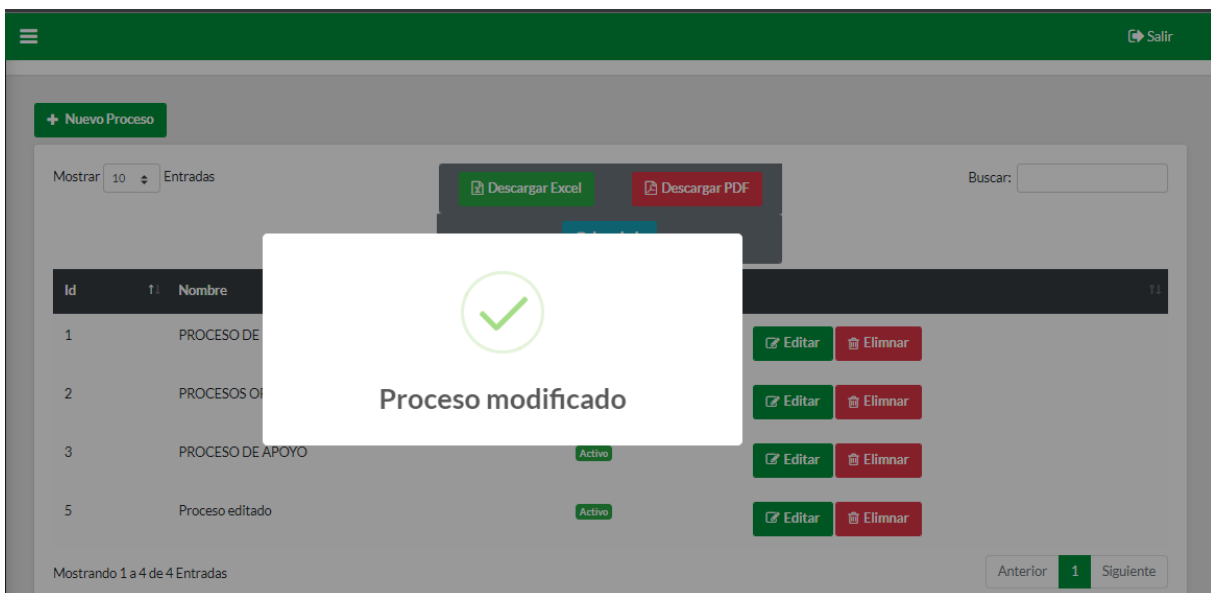 Salir
+ Nuevo Proceso
Mostrar 10 Entradas
Descargar Excel
Descargar PDF
Buscar:
Id Nombre
1 PROCESO DE Editar Elimnar
Proceso modificado
2 PROCESOS Editar Elimnar
3 PROCESO DE APOYO Activo Editar Elimnar
5 Proceso editado Activo Editar Elimnar
Mostrando 1 a 4 de 4 Entradas
Anterior 1 Siguiente